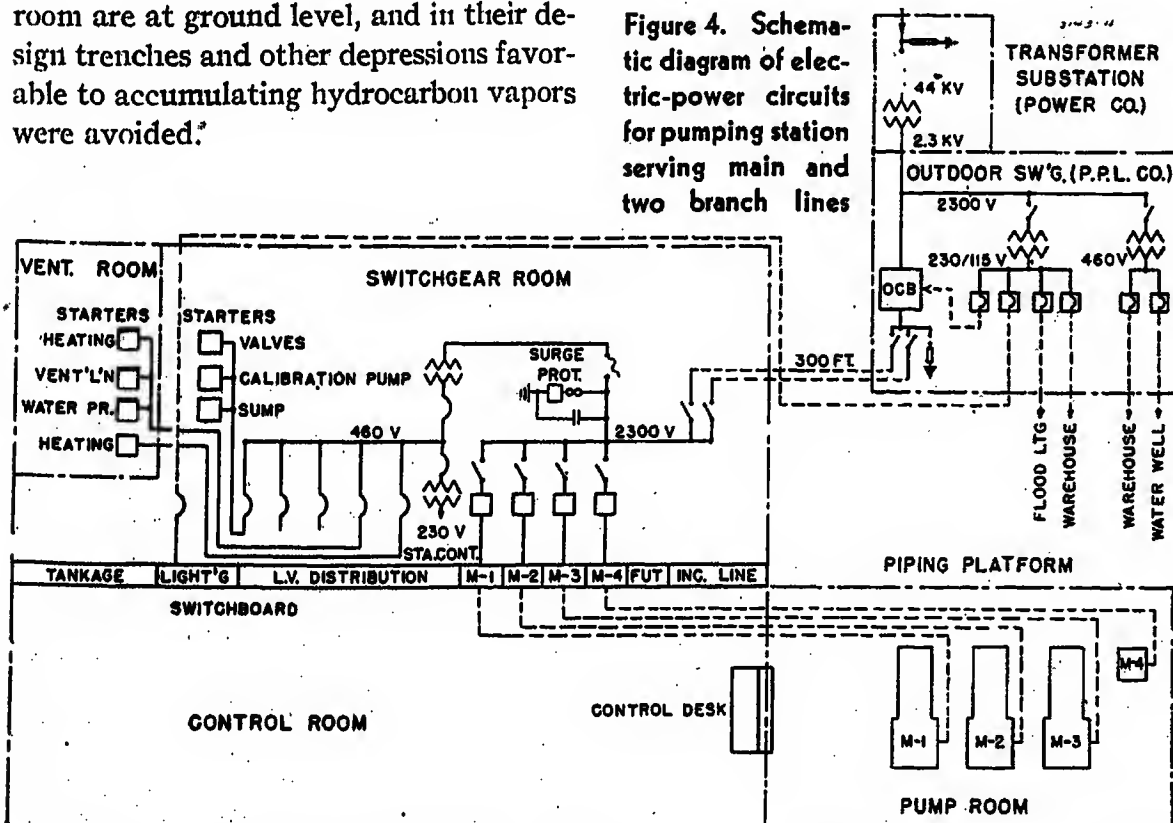 room are at ground level, and in their de-
sign trenches and other depressions favor-
able to accumulating hydrocarbon vapors
were avoided.
Figure 4. Schema-
tic diagram of elec-
tric-power circuits
for pumping station
serving main and
two branch lines
TRANSFORMER
SUBSTATION
(POWER CO.)
44 KV
2.3 KV
OUTDOOR SW'G. (P.P.L. CO.)
2300 V
230/115 V
460V
OCB
300 FT.
FLOOD LTG
WAREHOUSE
WAREHOUSE
WATER WELL
VENT. ROOM
STARTERS
HEATING
VENT'L'N
WATER PR.
HEATING
SWITCHGEAR ROOM
STARTERS
VALVES
CALIBRATION PUMP
SUMP
SURGE
PROT.
460 V
2300 V
230 V
STA.CONT.
TANKAGE
LIGHT'G
L.V. DISTRIBUTION
M-1
M-2
M-3
M-4
FUT
INC. LINE
SWITCHBOARD
PIPING PLATFORM
CONTROL ROOM
CONTROL DESK
M-1
M-2
M-3
M-4
PUMP ROOM